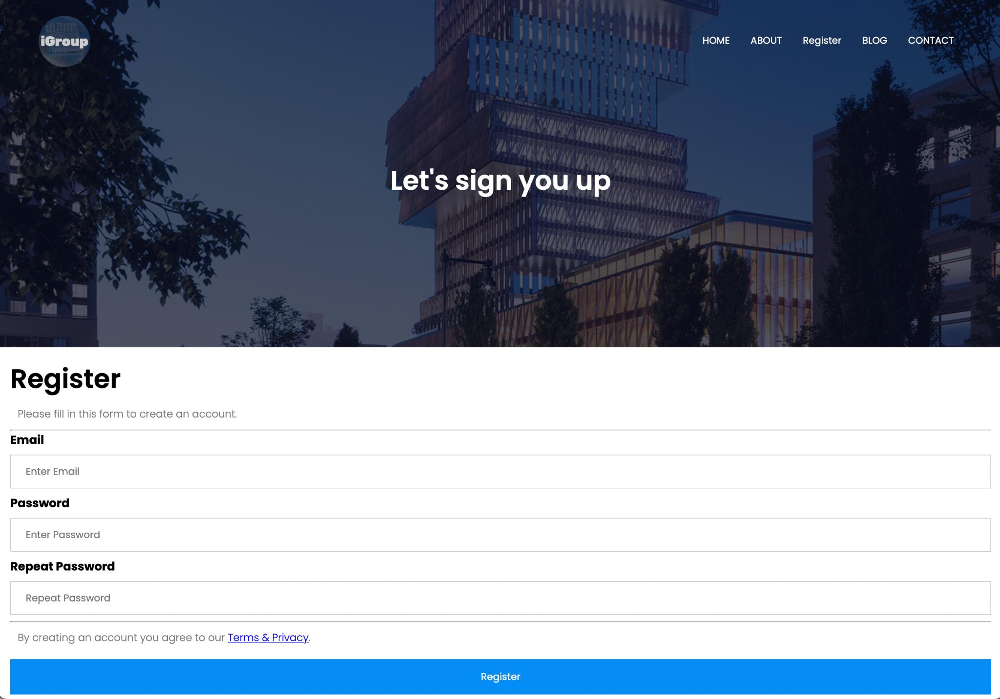 iGroup
HOME ABOUT Register BLOG CONTACT
Let's sign you up
Register
Please fill in this form to create an account.
Email
Enter Email
Password
Enter Password
Repeat Password
Repeat Password
By creating an account you agree to our Terms & Privacy.
Register